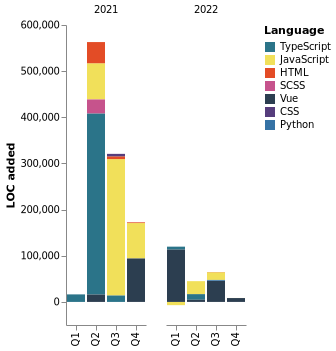 2021 2022
Language
TypeScript
JavaScript
HTML
SCSS
Vue
CSS
Python
LOC added
600,000
500,000
400,000
300,000
200,000
100,000
0
Q1 Q2 Q3 Q4 Q1 Q2 Q3 Q4